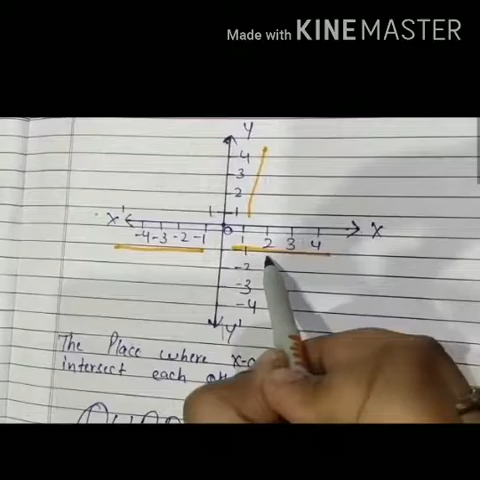 Made with KINEMASTER
Y
4
3
2
1 1
X' -4 -3 -2 -1 0 1 2 3 4 X
-1
-2
-3
-4
Y'
The Place where x-a
intersect each